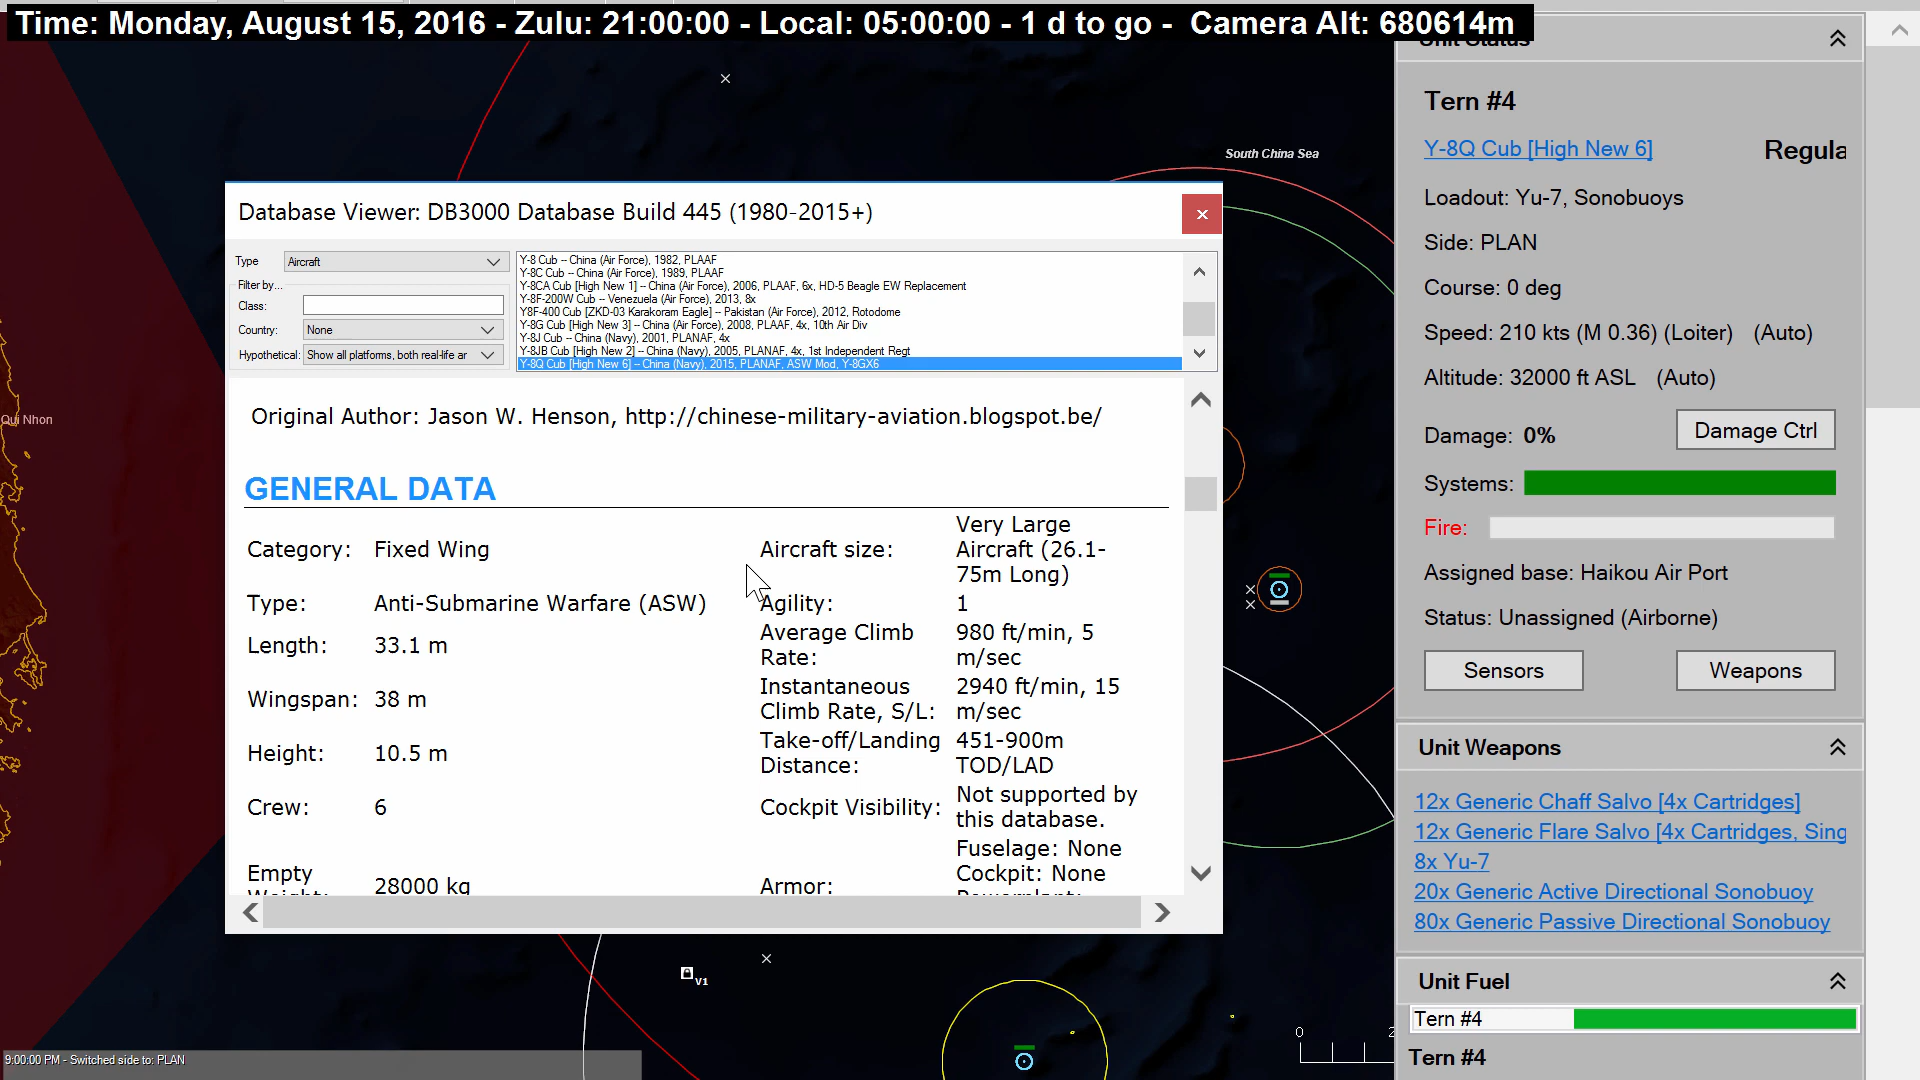 Time: Monday, August 15, 2016 - Zulu: 21:00:00 - Local: 05:00:00 - 1 d to go -  Camera Alt: 680614m
Unit Status
South China Sea
Qui Nhon
V1
0
2
9:00:00 PM - Switched side to: PLAN
Database Viewer: DB3000 Database Build 445 (1980-2015+)
Type
Aircraft
Filter by...
Class:
Country:
None
Hypothetical:
Show all platforms, both real-life ar
Y-8 Cub -- China (Air Force), 1982, PLAAF
Y-8C Cub -- China (Air Force), 1989, PLAAF
Y-8CA Cub [High New 1] -- China (Air Force), 2006, PLAAF, 6x, HD-5 Beagle EW Replacement
Y-8F-200W Cub -- Venezuela (Air Force), 2013, 8x
Y8F-400 Cub [ZKD-03 Karakoram Eagle] -- Pakistan (Air Force), 2012, Rotodome
Y-8G Cub [High New 3] -- China (Air Force), 2008, PLAAF, 4x, 10th Air Div
Y-8J Cub -- China (Navy), 2001, PLANAF, 4x
Y-8JB Cub [High New 2] -- China (Navy), 2005, PLANAF, 4x, 1st Independent Regt
Y-8Q Cub [High New 6] -- China (Navy), 2015, PLANAF, ASW Mod, Y-8GX6
Original Author: Jason W. Henson, http://chinese-military-aviation.blogspot.be/
GENERAL DATA
Category: Fixed Wing
Type: Anti-Submarine Warfare (ASW)
Length: 33.1 m
Wingspan: 38 m
Height: 10.5 m
Crew: 6
Empty
Weight:
28000 kg
Aircraft size:
Very Large
Aircraft (26.1-
75m Long)
Agility: 1
Average Climb
Rate:
980 ft/min, 5
m/sec
Instantaneous
Climb Rate, S/L:
2940 ft/min, 15
m/sec
Take-off/Landing
Distance:
451-900m
TOD/LAD
Cockpit Visibility:
Not supported by
this database.
Armor:
Fuselage: None
Cockpit: None
Powerplant:
Tern #4
Y-8Q Cub [High New 6]
Regula
Loadout: Yu-7, Sonobuoys
Side: PLAN
Course: 0 deg
Speed: 210 kts (M 0.36) (Loiter)   (Auto)
Altitude: 32000 ft ASL   (Auto)
Damage: 0%
Damage Ctrl
Systems:
Fire:
Assigned base: Haikou Air Port
Status: Unassigned (Airborne)
Sensors
Weapons
Unit Weapons
12x Generic Chaff Salvo [4x Cartridges]
12x Generic Flare Salvo [4x Cartridges, Sing
8x Yu-7
20x Generic Active Directional Sonobuoy
80x Generic Passive Directional Sonobuoy
Unit Fuel
Tern #4
Tern #4